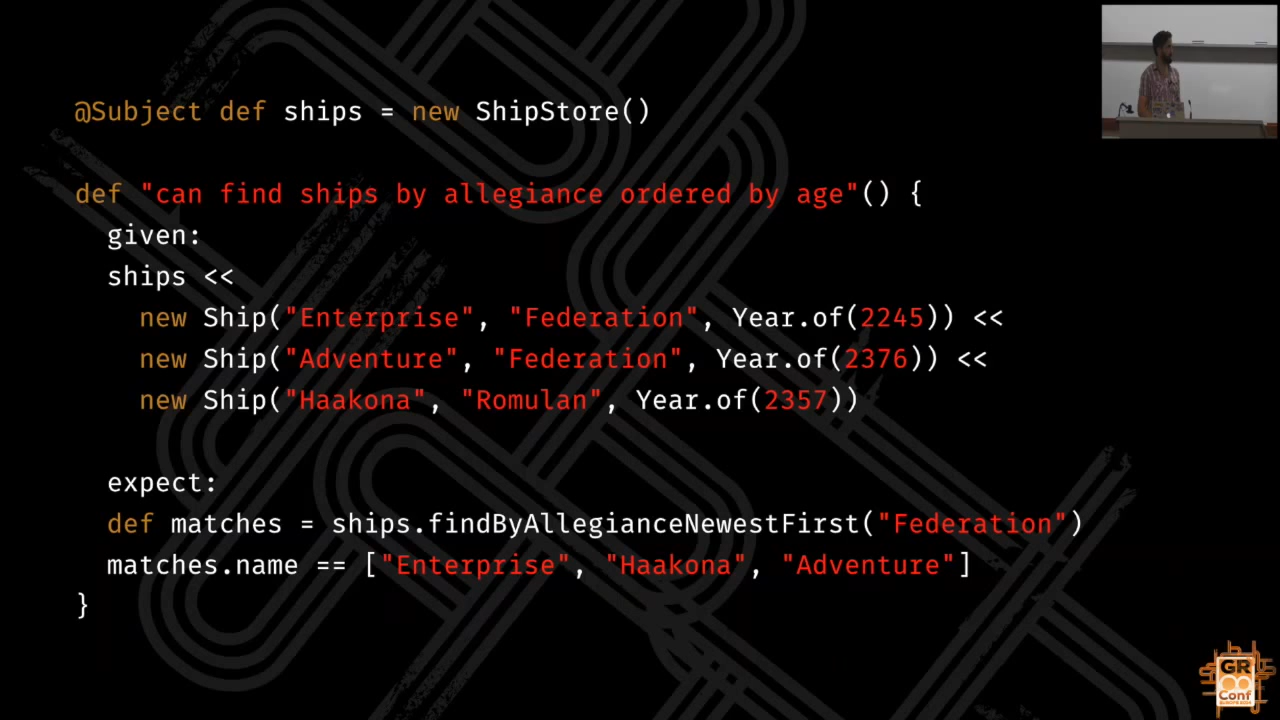 @Subject def ships = new ShipStore()
def "can find ships by allegiance ordered by age"() {
given:
ships <<
new Ship("Enterprise", "Federation", Year.of(2245)) <<
new Ship("Adventure", "Federation", Year.of(2376)) <<
new Ship("Haakona", "Romulan", Year.of(2357))
expect:
def matches = ships.findByAllegianceNewestFirst("Federation")
matches.name == ["Enterprise", "Haakona", "Adventure"]
}
GR
Conf